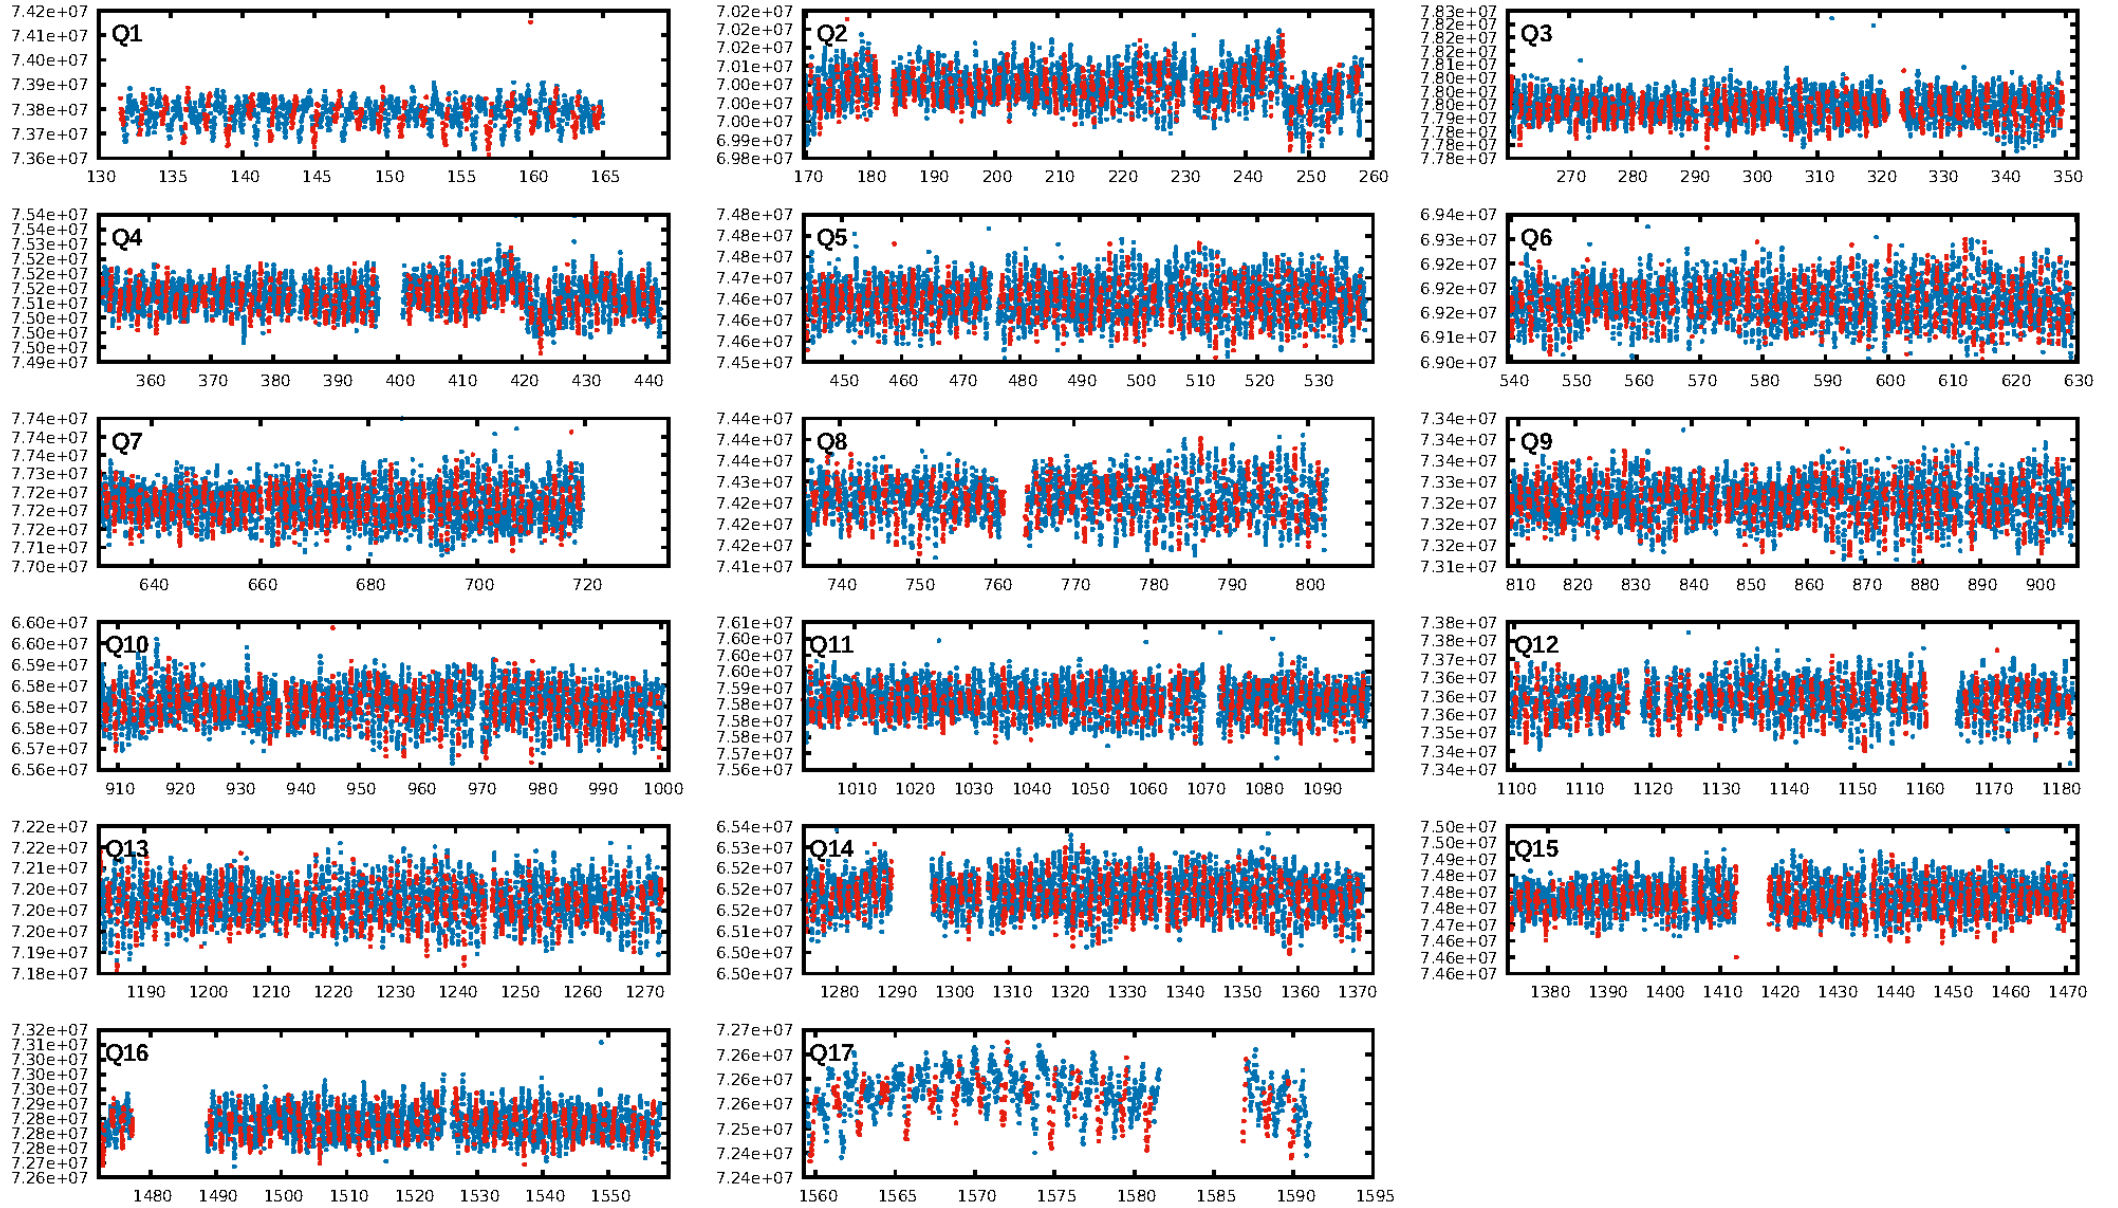 7.42e+07
7.41e+07
7.40e+07
7.39e+07
7.38e+07
7.37e+07
7.36e+07
Q1
130 135 140 145 150 155 160 165
7.02e+07
7.02e+07
7.01e+07
7.01e+07
7.00e+07
7.00e+07
7.00e+07
6.99e+07
6.98e+07
Q2
170 180 190 200 210 220 230 240 250 260
7.83e+07
7.82e+07
7.82e+07
7.82e+07
7.81e+07
7.80e+07
7.80e+07
7.80e+07
7.79e+07
7.79e+07
7.78e+07
7.78e+07
Q3
270 280 290 300 310 320 330 340 350
7.54e+07
7.54e+07
7.53e+07
7.53e+07
7.52e+07
7.52e+07
7.51e+07
7.50e+07
7.50e+07
7.50e+07
7.49e+07
Q4
360 370 380 390 400 410 420 430 440
7.48e+07
7.48e+07
7.48e+07
7.47e+07
7.46e+07
7.46e+07
7.46e+07
7.45e+07
Q5
450 460 470 480 490 500 510 520 530
6.94e+07
6.93e+07
6.92e+07
6.92e+07
6.92e+07
6.91e+07
6.90e+07
Q6
540 550 560 570 580 590 600 610 620 630
7.74e+07
7.74e+07
7.74e+07
7.73e+07
7.72e+07
7.72e+07
7.72e+07
7.71e+07
7.70e+07
Q7
640 660 680 700 720
7.44e+07
7.44e+07
7.44e+07
7.43e+07
7.42e+07
7.42e+07
7.42e+07
7.41e+07
Q8
740 750 760 770 780 790 800
7.34e+07
7.34e+07
7.34e+07
7.33e+07
7.32e+07
7.32e+07
7.32e+07
7.31e+07
Q9
810 820 830 840 850 860 870 880 890 900
6.60e+07
6.60e+07
6.59e+07
6.58e+07
6.58e+07
6.58e+07
6.57e+07
6.56e+07
Q10
910 920 930 940 950 960 970 980 990 1000
7.61e+07
7.60e+07
7.60e+07
7.60e+07
7.59e+07
7.58e+07
7.58e+07
7.58e+07
7.57e+07
7.56e+07
Q11
1010 1020 1030 1040 1050 1060 1070 1080 1090
7.38e+07
7.38e+07
7.37e+07
7.36e+07
7.36e+07
7.36e+07
7.35e+07
7.34e+07
7.34e+07
Q12
1100 1110 1120 1130 1140 1150 1160 1170 1180
7.22e+07
7.22e+07
7.21e+07
7.20e+07
7.20e+07
7.20e+07
7.19e+07
7.18e+07
Q13
1190 1200 1210 1220 1230 1240 1250 1260 1270
6.54e+07
6.53e+07
6.53e+07
6.52e+07
6.52e+07
6.51e+07
6.50e+07
6.50e+07
Q14
1280 1290 1300 1310 1320 1330 1340 1350 1360 1370
7.50e+07
7.50e+07
7.49e+07
7.49e+07
7.48e+07
7.48e+07
7.47e+07
7.46e+07
7.46e+07
7.46e+07
Q15
1380 1390 1400 1410 1420 1430 1440 1450 1460 1470
7.32e+07
7.31e+07
7.30e+07
7.30e+07
7.30e+07
7.29e+07
7.28e+07
7.28e+07
7.28e+07
7.27e+07
7.26e+07
Q16
1480 1490 1500 1510 1520 1530 1540 1550
7.27e+07
7.26e+07
7.26e+07
7.26e+07
7.25e+07
7.24e+07
7.24e+07
Q17
1560 1565 1570 1575 1580 1585 1590 1595